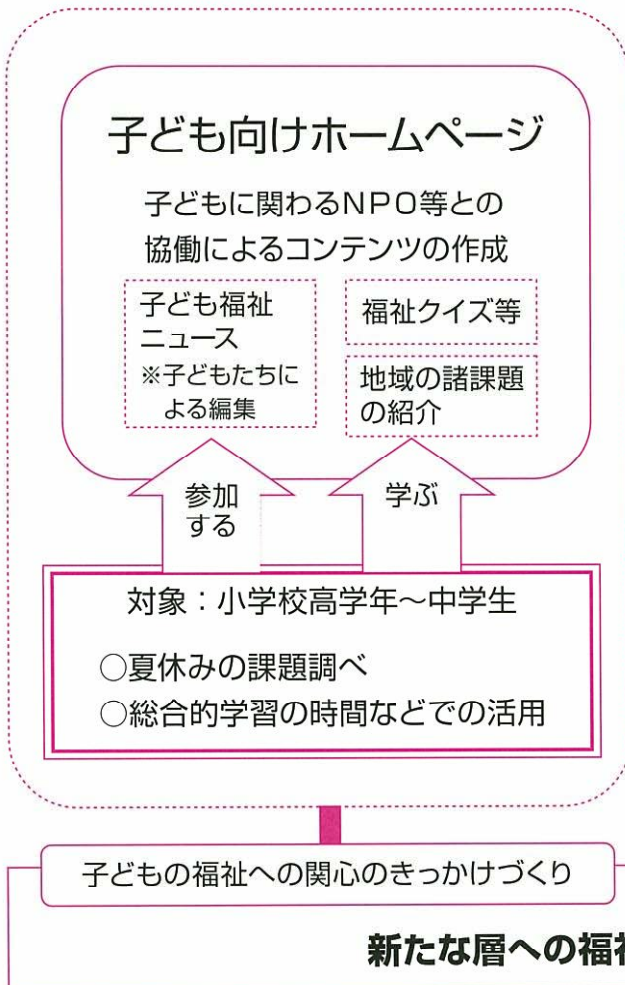 子ども向けホームページ
子どもに関わるNPO等との
協働によるコンテンツの作成
子ども福祉
ニュース
※子どもたちに
よる編集
福祉クイズ等
地域の諸課題
の紹介
参加
する
学ぶ
対象：小学校高学年～中学生
○夏休みの課題調べ
○総合的学習の時間などでの活用
子どもの福祉への関心のきっかけづくり
新たな層への福祉